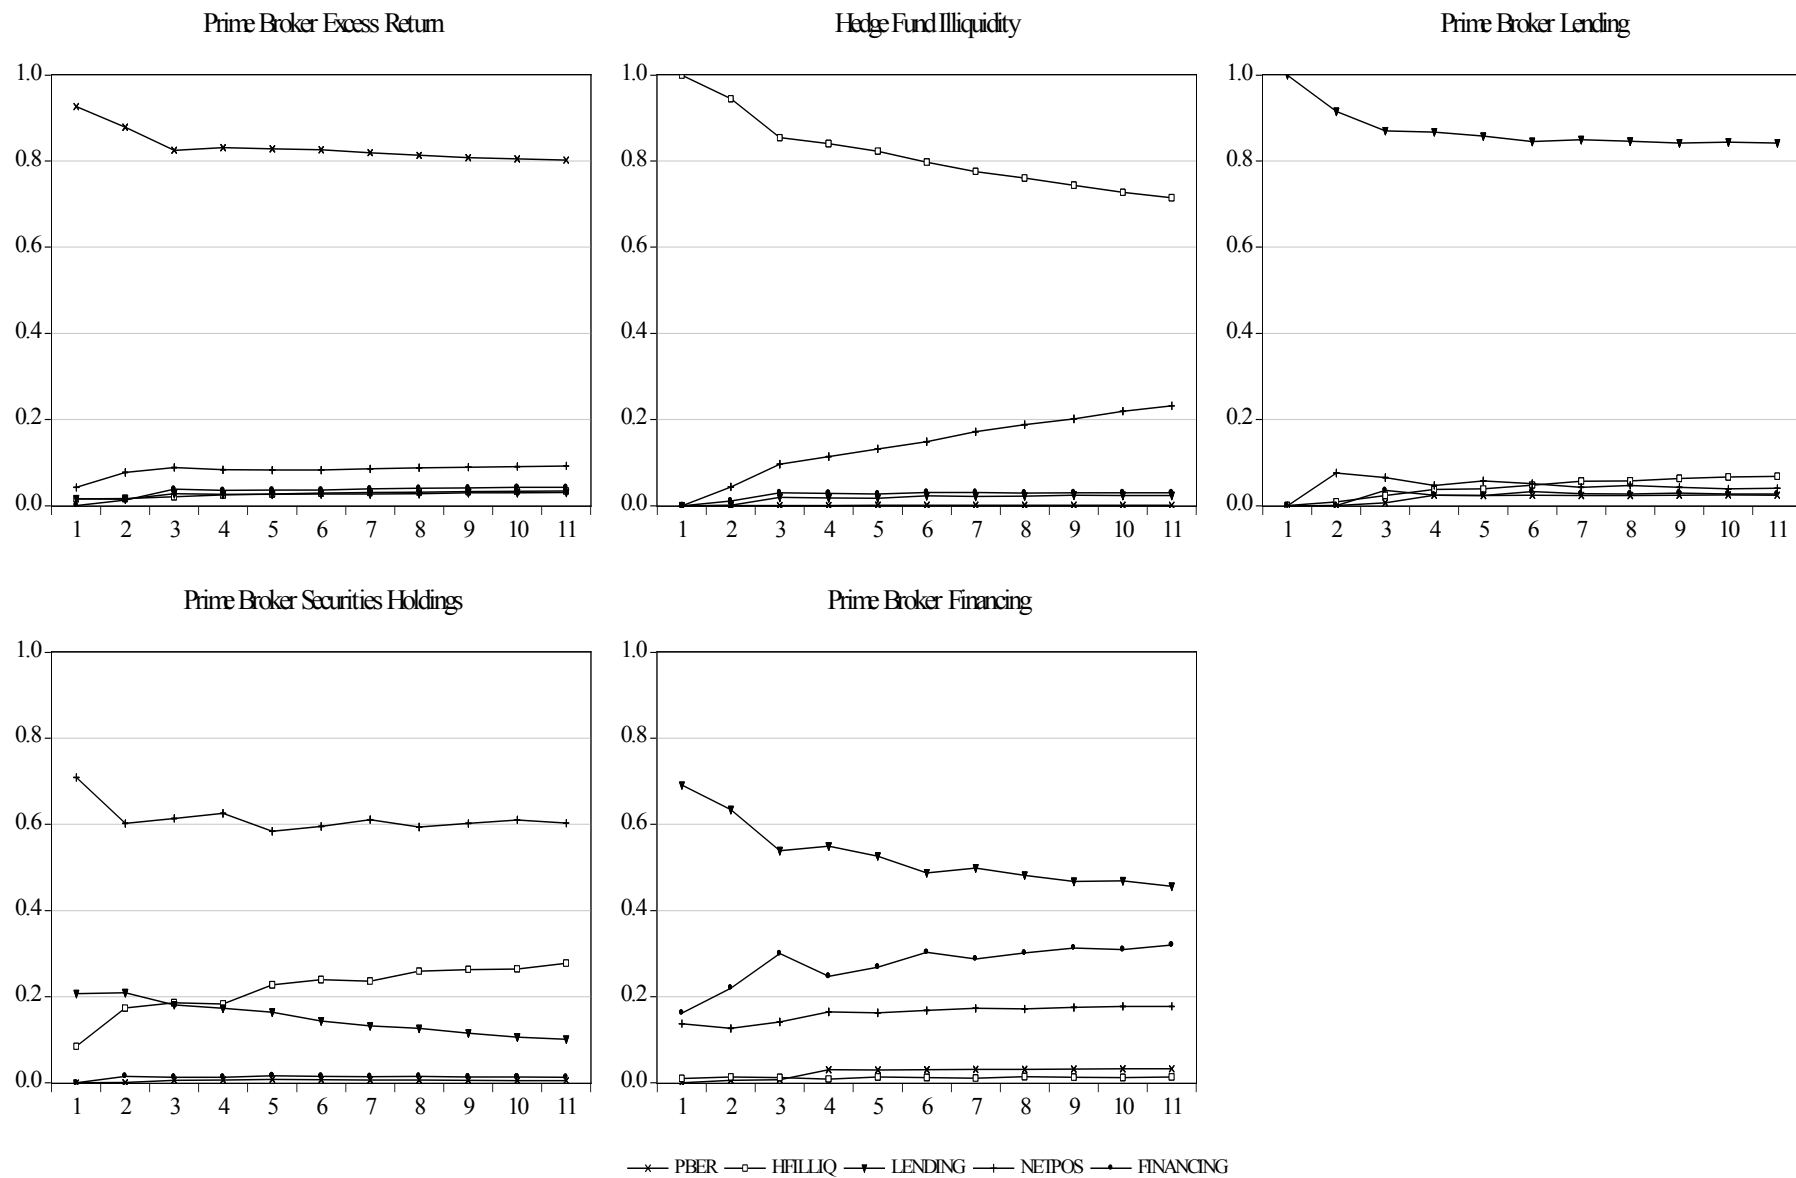 Prime Broker Excess Return
Hedge Fund Illiquidity
Prime Broker Lending
1.0
0.8
0.6
0.4
0.2
0.0
1 2 3 4 5 6 7 8 9 10 11
1.0
0.8
0.6
0.4
0.2
0.0
1 2 3 4 5 6 7 8 9 10 11
1.0
0.8
0.6
0.4
0.2
0.0
1 2 3 4 5 6 7 8 9 10 11
Prime Broker Securities Holdings
Prime Broker Financing
1.0
0.8
0.6
0.4
0.2
0.0
1 2 3 4 5 6 7 8 9 10 11
1.0
0.8
0.6
0.4
0.2
0.0
1 2 3 4 5 6 7 8 9 10 11
PBER HFILLIQ LENDING NETPOS FINANCING